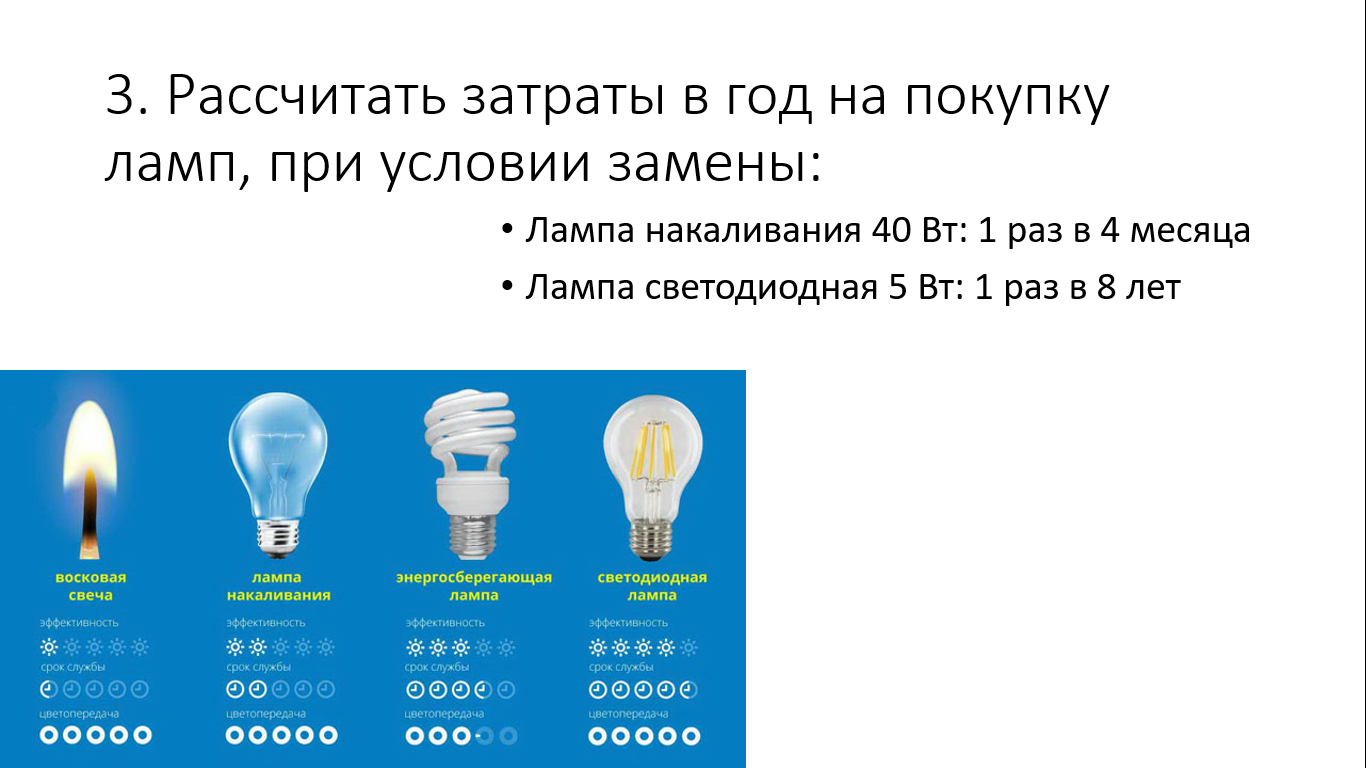 3. Рассчитать затраты в год на покупку
ламп, при условии замены:
• Лампа накаливания 40 Вт: 1 раз в 4 месяца
• Лампа светодиодная 5 Вт: 1 раз в 8 лет
восковая
свеча
эффективность
срок службы
цветопередача
лампа
накаливания
эффективность
срок службы
цветопередача
энергосберегающая
лампа
эффективность
срок службы
цветопередача
светодиодная
лампа
эффективность
срок службы
цветопередача